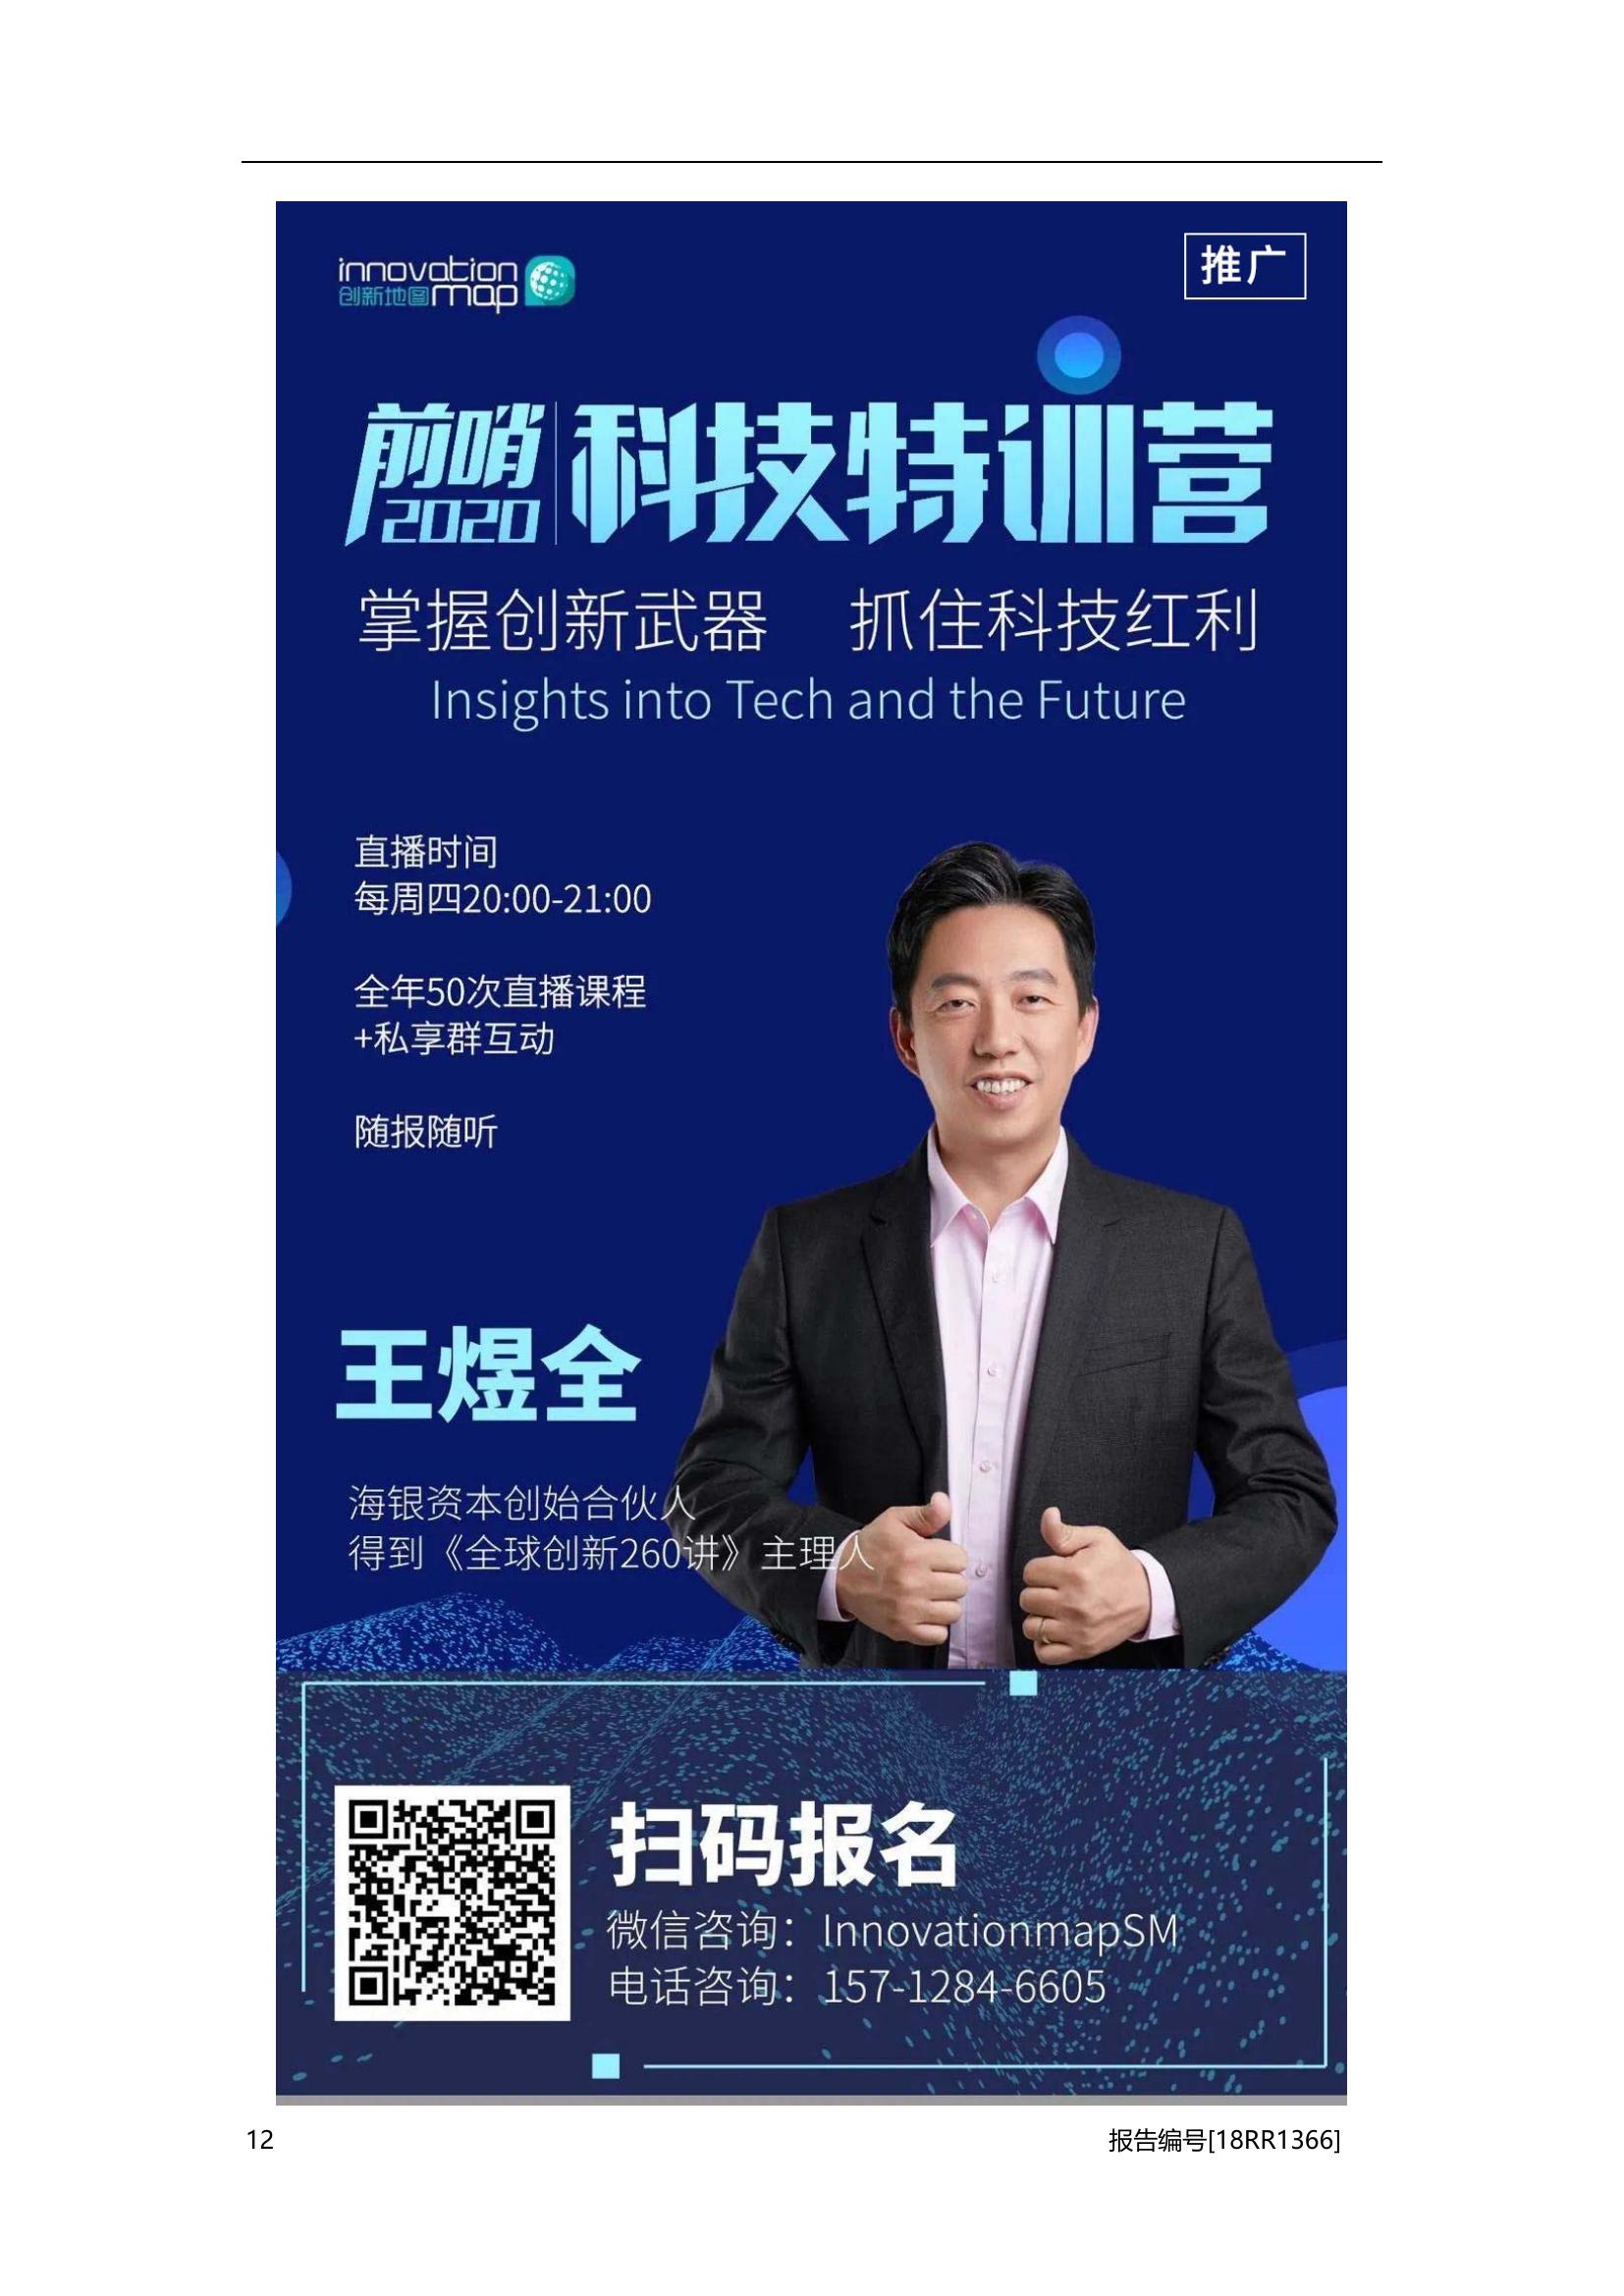 innovation
创新地图map
推广
前哨
2020
科技特训营
掌握创新武器 抓住科技红利
Insights into Tech and the Future
直播时间
每周四20:00-21:00
全年50次直播课程
+私享群互动
随报随听
王煜全
海银资本创始合伙人
得到《全球创新260讲》主理人
扫码报名
微信咨询：InnovationmapSM
电话咨询：157-1284-6605
12 报告编号[18RR1366]